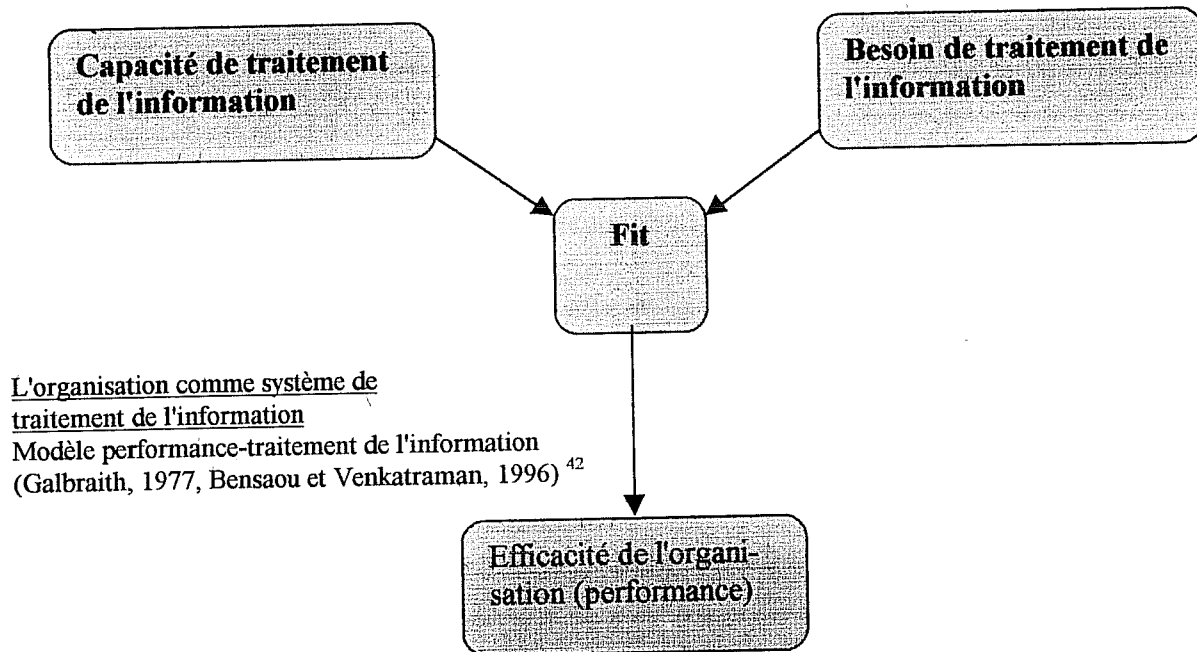 Capacité de traitement
de l'information
Besoin de traitement de
l'information
Fit
L'organisation comme système de
traitement de l'information
Modèle performance-traitement de l'information
(Galbraith, 1977, Bensaou et Venkatraman, 1996) 42
Efficacité de l'organi-
sation (performance)